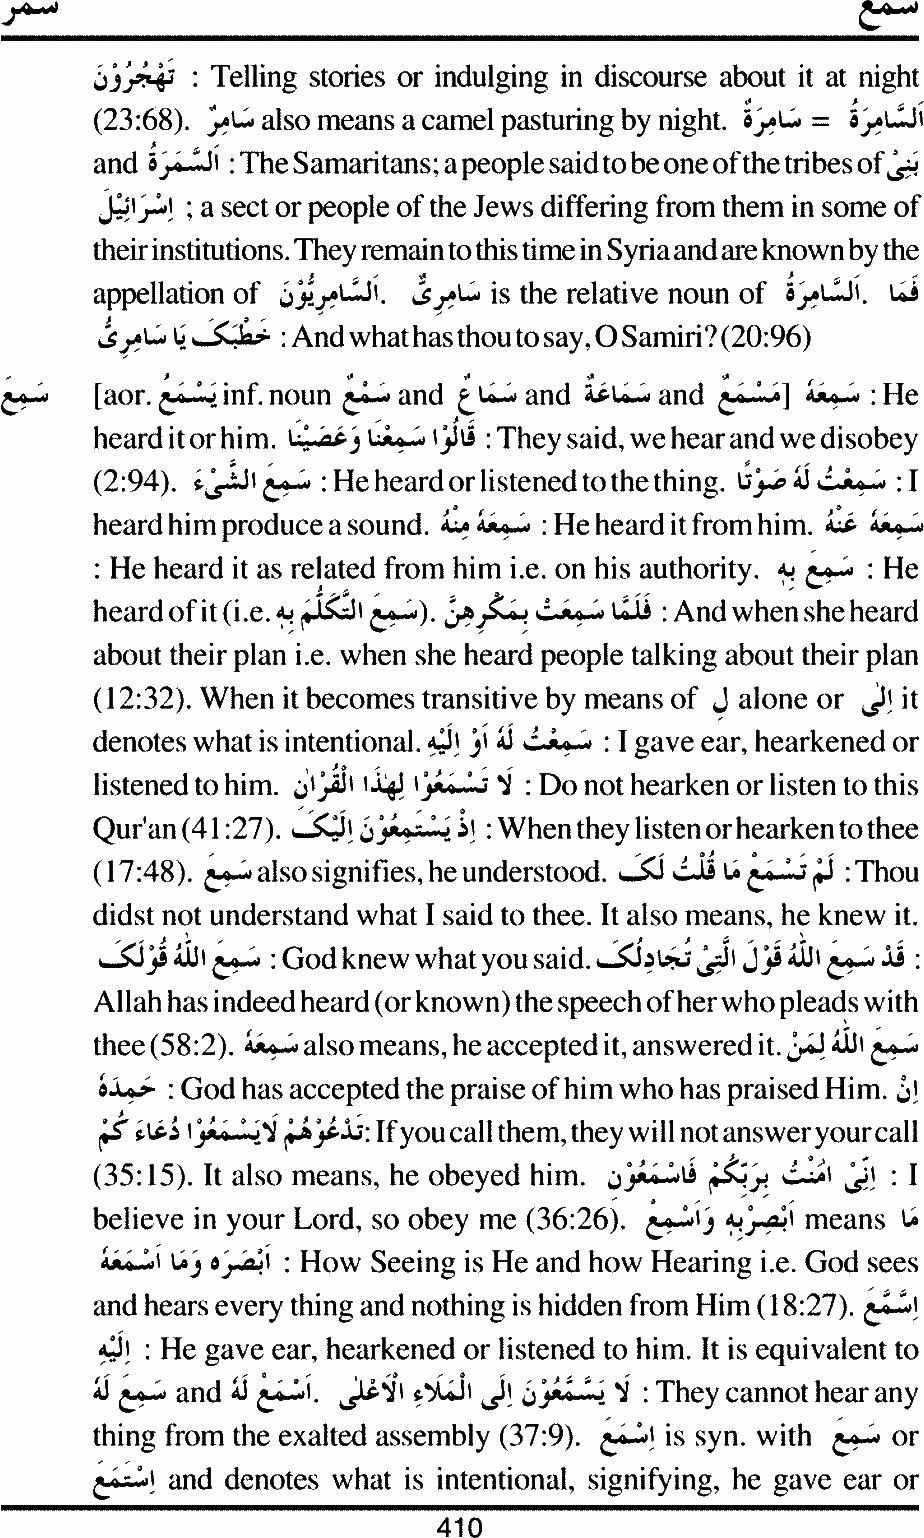 سمر سمع
تَهْجُرُوْنَ : Telling stories or indulging in discourse about it at night
(23:68). سَامِرٌ also means a camel pasturing by night. اَلسَّامِرَةُ = سَامِرَةٌ
and اَلسَّمَرَةُ : The Samaritans; a people said to be one of the tribes of بَنِيْ
اِسْرَائِيْلَ ; a sect or people of the Jews differing from them in some of
their institutions. They remain to this time in Syria and are known by the
appellation of اَلسَّامِرِيُّوْنَ. سَامِرِيٌّ is the relative noun of اَلسَّامِرَةُ. فَمَا
خَطْبُكَ يَا سَامِرِىُّ : And what has thou to say, O Samiri? (20:96)
سَمِعَ [aor. يَسْمَعُ inf. noun سَمْعٌ and سَمَاعٌ and سَمَاعَةٌ and مَسْمَعٌ] سَمِعَهٗ : He
heard it or him. قَالُوْا سَمِعْنَا وَعَصَيْنَا : They said, we hear and we disobey
(2:94). سَمِعَ الشَّىْءَ : He heard or listened to the thing. سَمِعْتُ لَهٗ صَوْتًا : I
heard him produce a sound. سَمِعَهٗ مِنْهُ : He heard it from him. سَمِعَهٗ عَنْهُ
: He heard it as related from him i.e. on his authority. سَمِعَ بِهٖ : He
heard of it (i.e. سَمِعَ التَّكَلُّمَ بِهٖ). فَلَمَّا سَمِعَتْ بِمَكْرِهِنَّ : And when she heard
about their plan i.e. when she heard people talking about their plan
(12:32). When it becomes transitive by means of لِ alone or اِلٰى it
denotes what is intentional. سَمِعْتُ لَهٗ اَوْ اِلَيْهِ : I gave ear, hearkened or
listened to him. لَا تَسْمَعُوْا لِهٰذَا الْقُرْاٰنِ : Do not hearken or listen to this
Qur'an (41:27). اِذْ يَسْتَمِعُوْنَ اِلَيْكَ : When they listen or hearken to thee
(17:48). سَمِعَ also signifies, he understood. لَمْ تَسْمَعْ مَا قُلْتُ لَكَ : Thou
didst not understand what I said to thee. It also means, he knew it.
سَمِعَ اللّٰهُ قَوْلَكَ : God knew what you said. قَدْ سَمِعَ اللّٰهُ قَوْلَ الَّتِىْ تُجَادِلُكَ :
Allah has indeed heard (or known) the speech of her who pleads with
thee (58:2). سَمِعَهٗ also means, he accepted it, answered it. سَمِعَ اللّٰهُ لِمَنْ
حَمِدَهٗ : God has accepted the praise of him who has praised Him. اِنْ
تَدْعُوْهُمْ لَايَسْمَعُوْا دُعَاءَ كُمْ: If you call them, they will not answer your call
(35:15). It also means, he obeyed him. اِنِّىْ اٰمَنْتُ بِرَبِّكُمْ فَاسْمَعُوْنِ : I
believe in your Lord, so obey me (36:26). اَبْصِرْبِهٖ وَاَسْمِعْ means مَا
اَبْصَرَهٗ وَمَا اَسْمَعَهٗ : How Seeing is He and how Hearing i.e. God sees
and hears every thing and nothing is hidden from Him (18:27). اِسَّمَّعَ
اِلَيْهِ : He gave ear, hearkened or listened to him. It is equivalent to
سَمِعَ لَهٗ and اَسْمَعَ لَهٗ. لَا يَسَّمَّعُوْنَ اِلَى الْمَلَاءِ الْاَعْلٰى : They cannot hear any
thing from the exalted assembly (37:9). اِسْمَعْ is syn. with سَمِعَ or
اِسْتَمَعَ and denotes what is intentional, signifying, he gave ear or
410